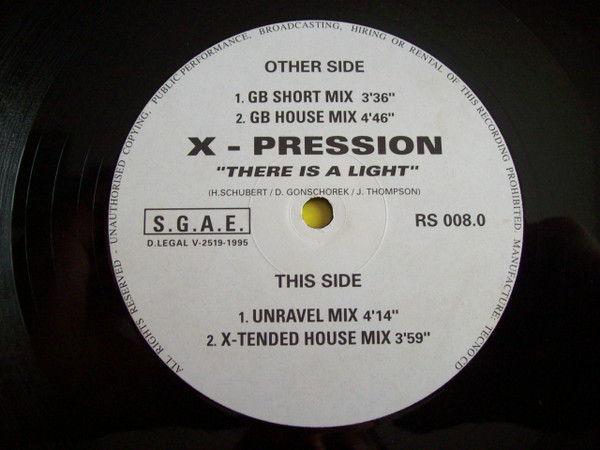 OTHER SIDE
1. GB SHORT MIX 3'36"
2. GB HOUSE MIX 4'46"
X - PRESSION
"THERE IS A LIGHT"
(H.SCHUBERT / D. GONSCHOREK / J. THOMPSON)
S.G.A.E.
D.LEGAL V-2519-1995
RS 008.0
THIS SIDE
1. UNRAVEL MIX 4'14"
2. X-TENDED HOUSE MIX 3'59"
ALL RIGHTS RESERVED - UNAUTHORISED COPYING, PUBLIC PERFORMANCE, BROADCASTING, HIRING OR RENTAL OF THIS RECORDING PROHIBITED. MANUFACTURE: TECNOCD